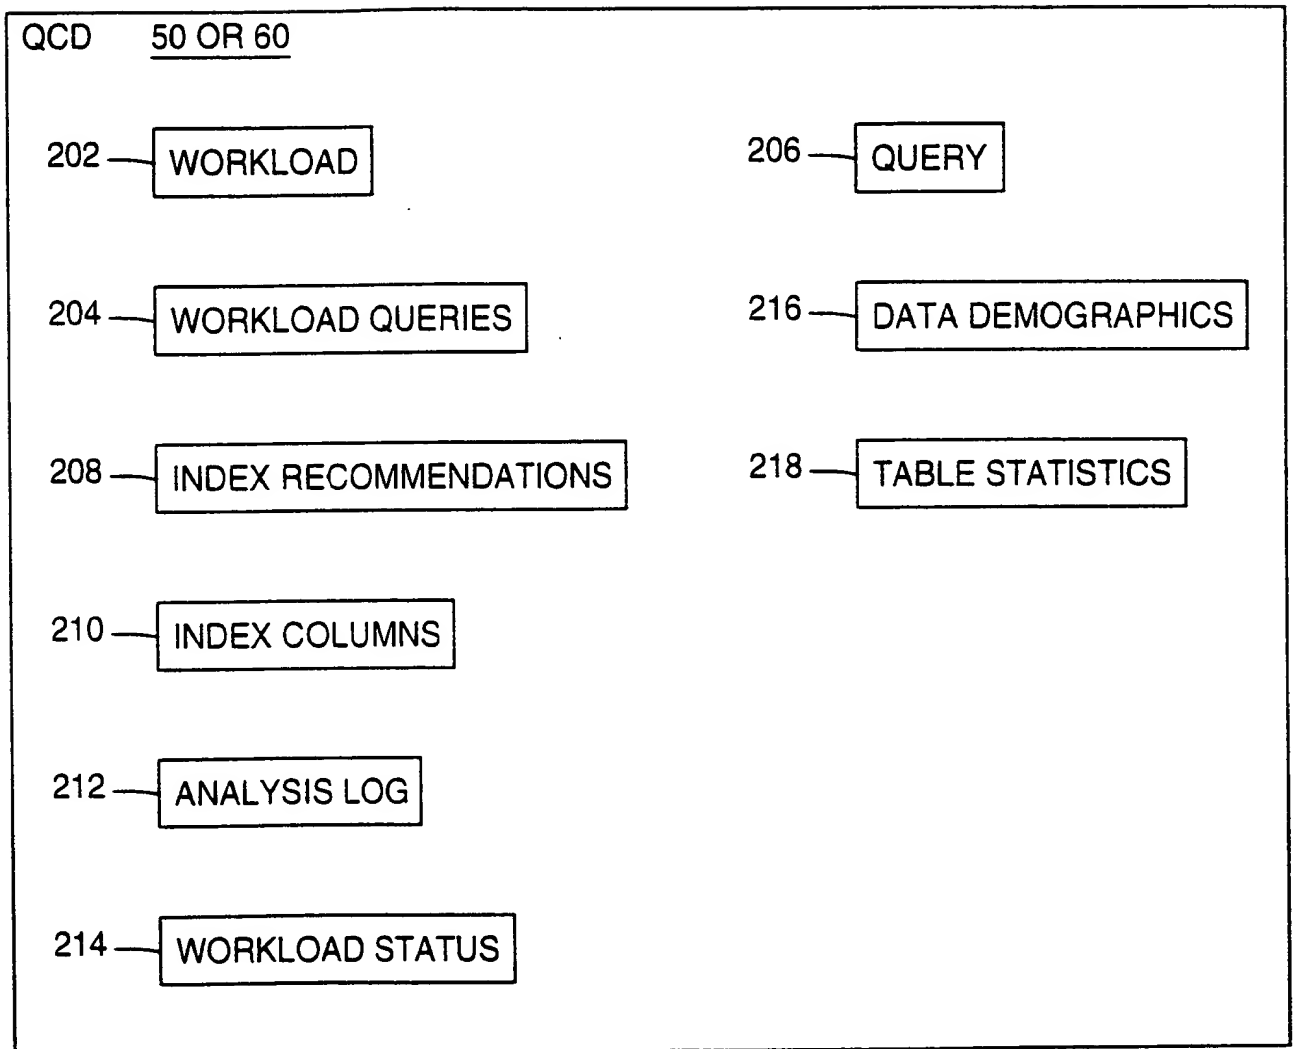 QCD 50 OR 60
202 WORKLOAD
206 QUERY
204 WORKLOAD QUERIES
216 DATA DEMOGRAPHICS
208 INDEX RECOMMENDATIONS
218 TABLE STATISTICS
210 INDEX COLUMNS
212 ANALYSIS LOG
214 WORKLOAD STATUS